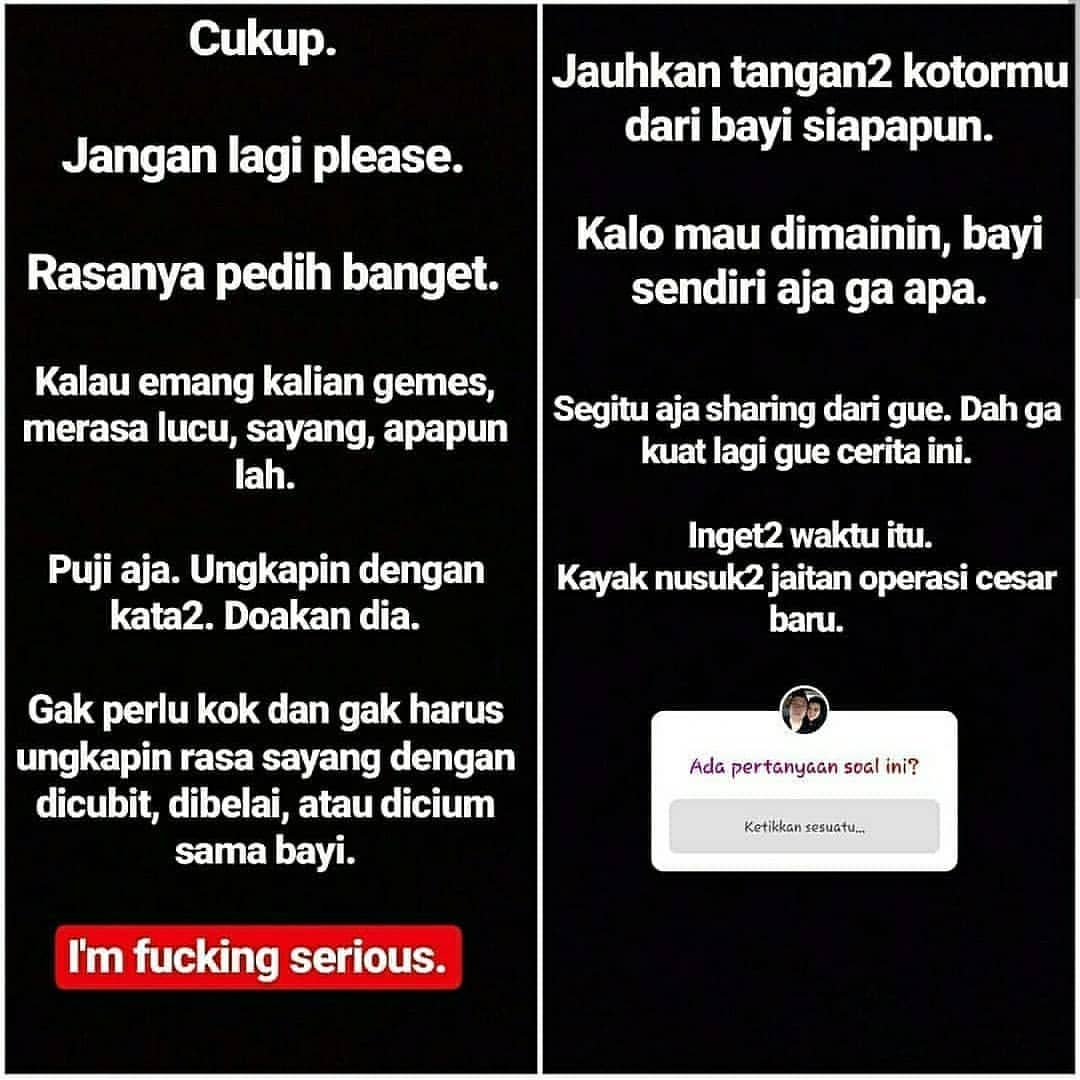 Cukup.
Jangan lagi please.
Rasanya pedih banget.
Kalau emang kalian gemes,
merasa lucu, sayang, apapun
lah.
Puji aja. Ungkapin dengan
kata2. Doakan dia.
Gak perlu kok dan gak harus
ungkapin rasa sayang dengan
dicubit, dibelai, atau dicium
sama bayi.
I'm fucking serious.
Jauhkan tangan2 kotormu
dari bayi siapapun.
Kalo mau dimainin, bayi
sendiri aja ga apa.
Segitu aja sharing dari gue. Dah ga
kuat lagi gue cerita ini.
Inget2 waktu itu.
Kayak nusuk2 jaitan operasi cesar
baru.
Ada pertanyaan soal ini?
Ketikkan sesuatu...